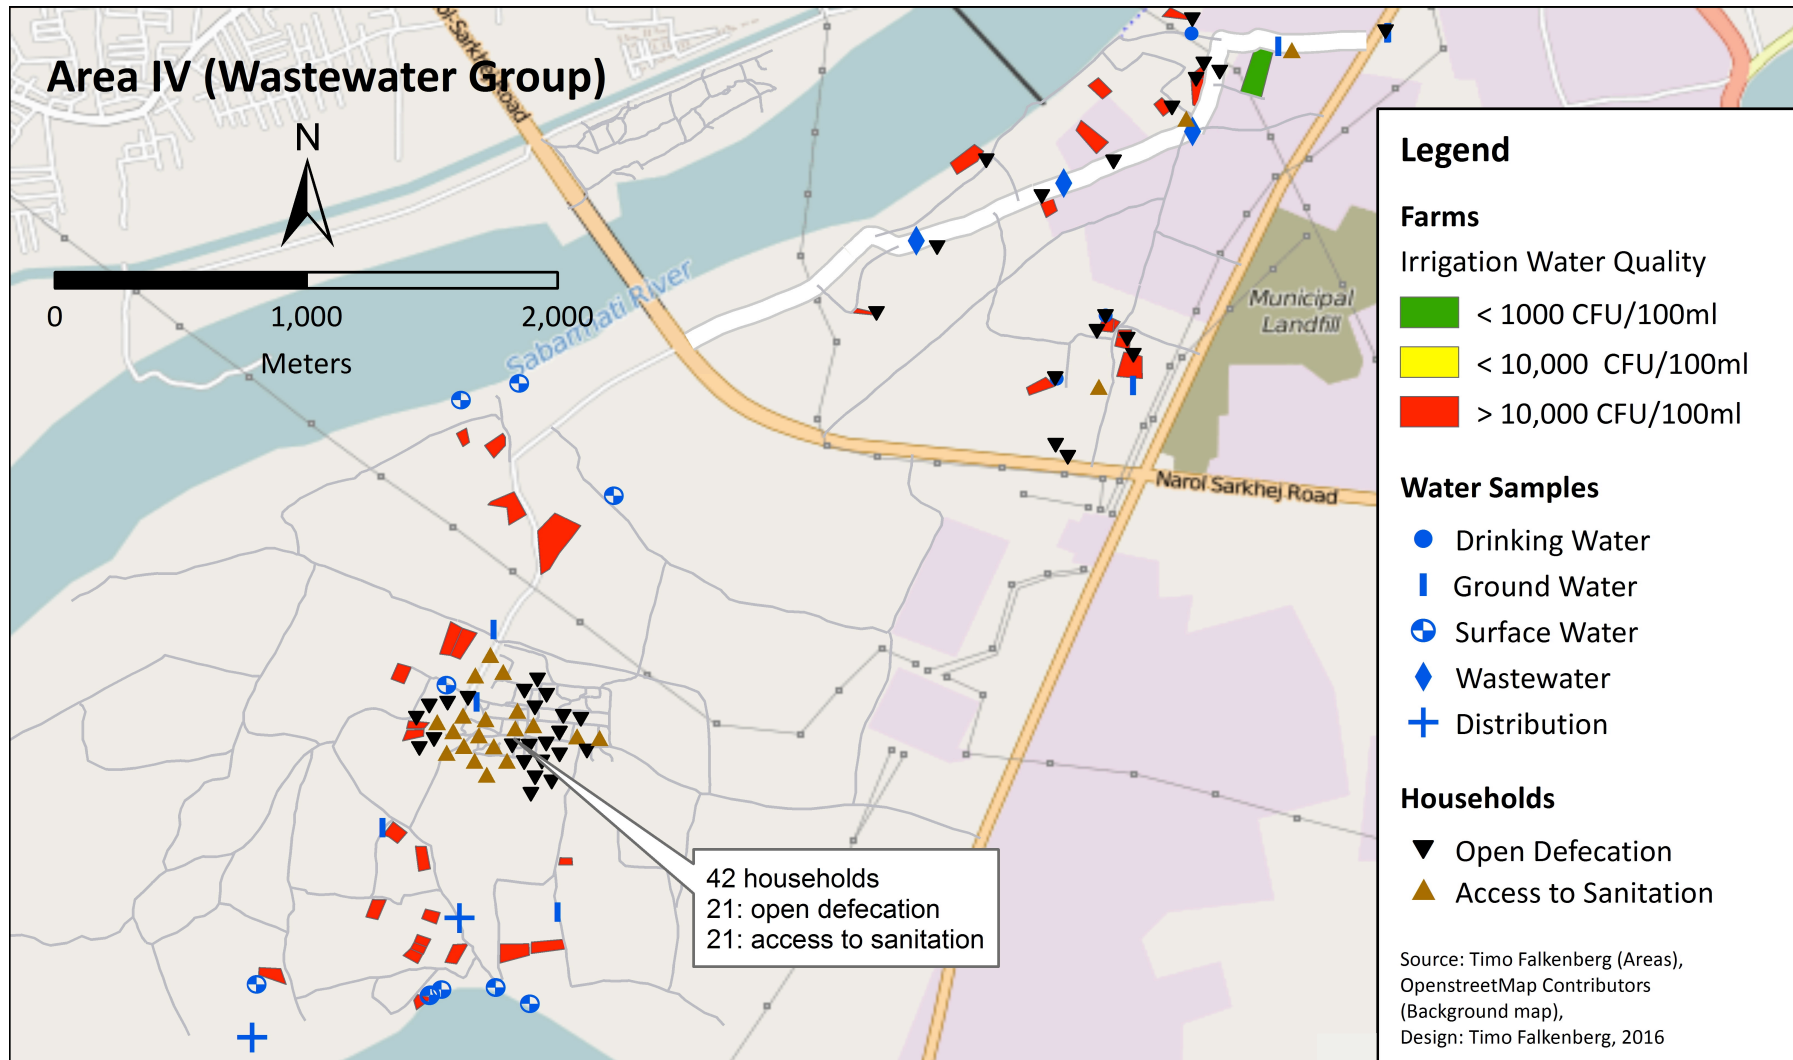 ol-Sarkhej Road
Area IV (Wastewater Group)
N
0
1,000
2,000
Meters
Sabarmati River
Municipal
Landfill
Narol Sarkhej Road
42 households
21: open defecation
21: access to sanitation
Legend
Farms
Irrigation Water Quality
< 1000 CFU/100ml
< 10,000 CFU/100ml
> 10,000 CFU/100ml
Water Samples
Drinking Water
Ground Water
Surface Water
Wastewater
Distribution
Households
Open Defecation
Access to Sanitation
Source: Timo Falkenberg (Areas),
OpenstreetMap Contributors
(Background map),
Design: Timo Falkenberg, 2016